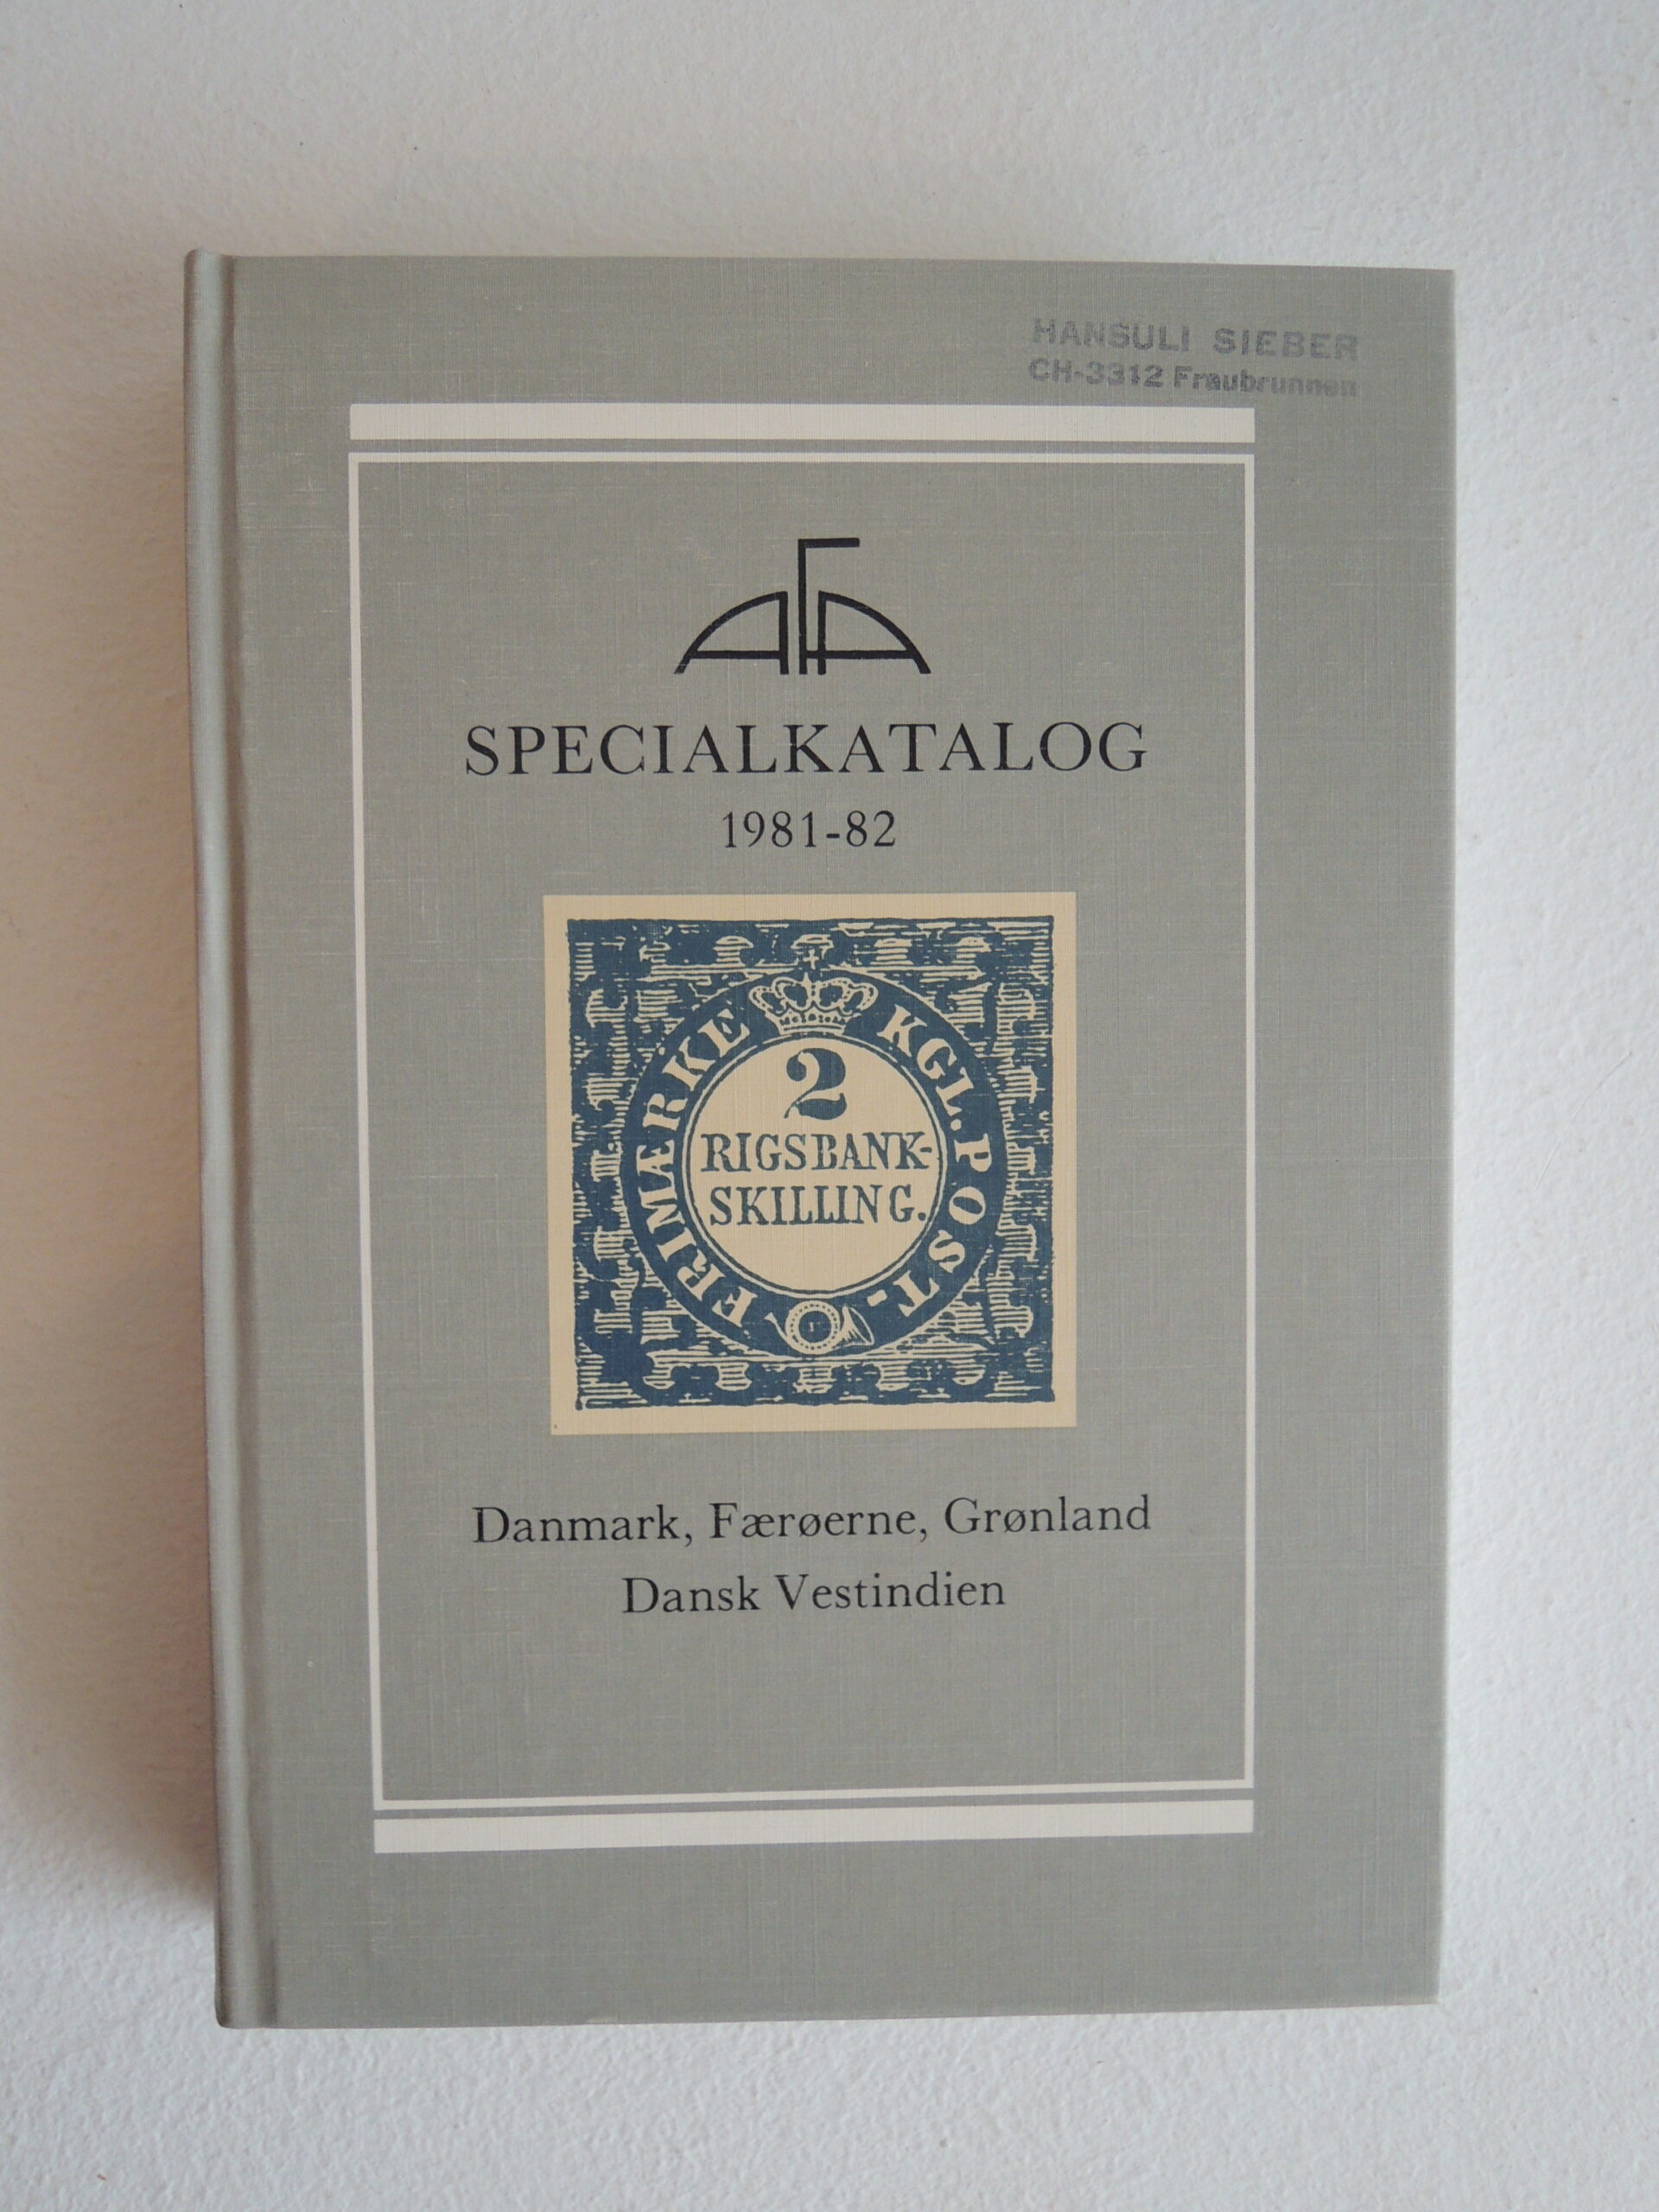 HANSULI SIEBER
CH-3312 Fraubrunnen
AFA
SPECIALKATALOG
1981-82
FRIMÆRKE KGL. POST-
2
RIGSBANK-
SKILLING.
Danmark, Færøerne, Grønland
Dansk Vestindien